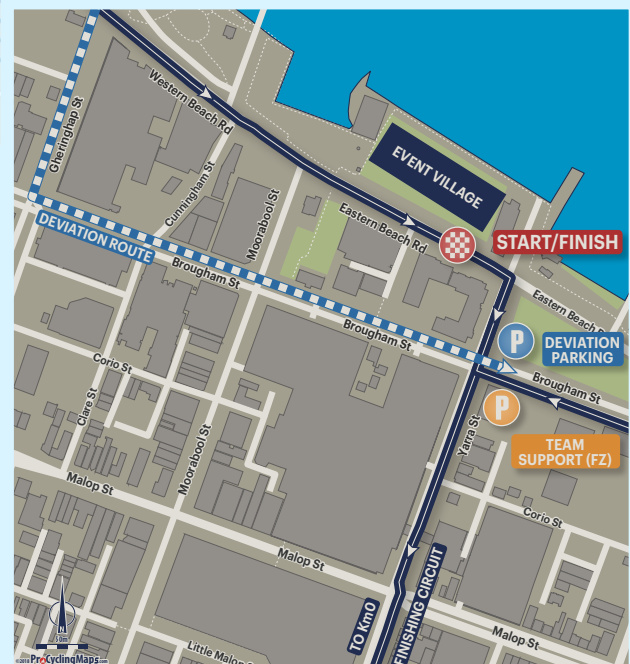 Gheringhap St
Western Beach Rd
Cunningham St
Moorabool St
EVENT VILLAGE
Eastern Beach Rd
START/FINISH
DEVIATION ROUTE
Brougham St
Eastern Beach R
Brougham St
P
DEVIATION
PARKING
Brougham St
P
TEAM
SUPPORT (FZ)
Corio St
Clare St
Moorabool St
Yarra St
Malop St
Corio St
Malop St
Malop St
TO Km0
FINISHING CIRCUIT
Little Malop S
N
50m
©2018 ProCyclingMaps.com